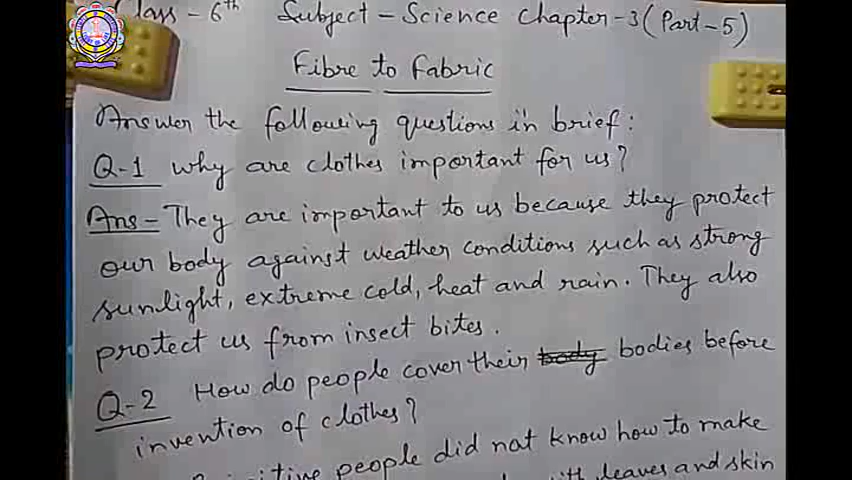 Class - 6th Subject - Science Chapter - 3 (Part - 5)
Fibre to Fabric
Answer the following questions in brief:
Q-1 Why are clothes important for us?
Ans - They are important to us because they protect
our body against weather conditions such as strong
sunlight, extreme cold, heat and rain. They also
protect us from insect bites.
Q-2 How do people cover their body bodies before
invention of clothes?
people did not know how to make
leaves and skin